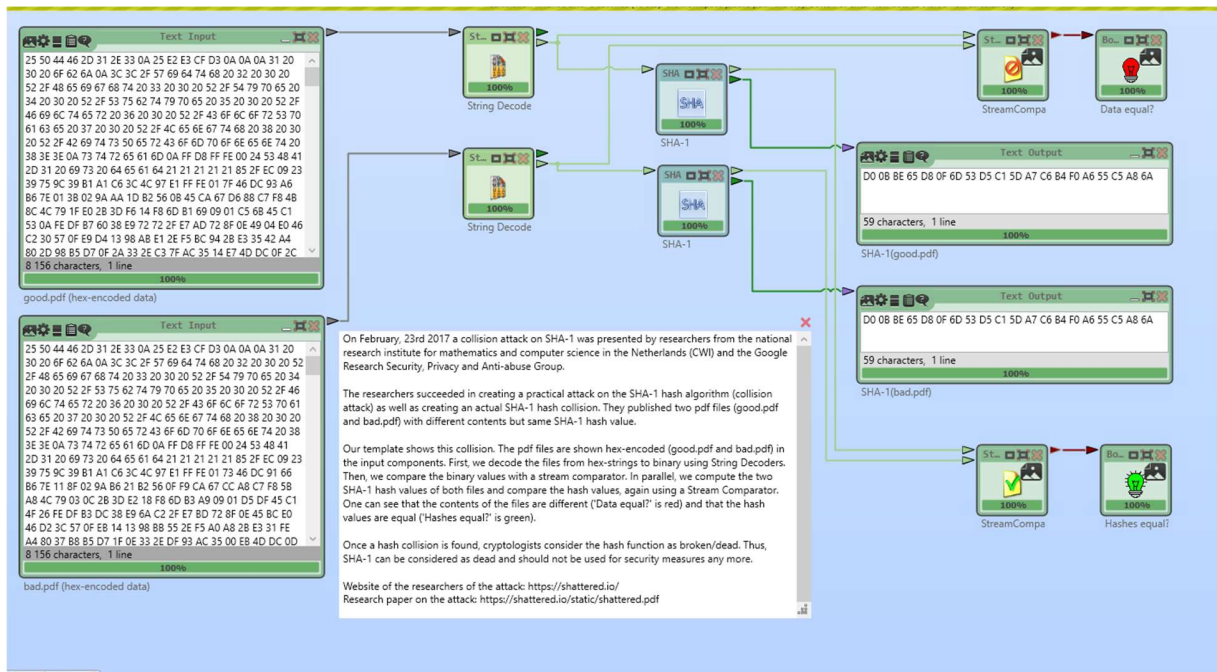 Text Input
25 50 44 46 2D 31 2E 33 0A 25 E2 E3 CF D3 0A 0A 0A 31 20
30 20 6F 62 6A 0A 3C 3C 2F 57 69 64 74 68 20 32 20 30 20
52 2F 48 65 69 67 68 74 20 33 20 30 20 52 2F 54 79 70 65 20
34 20 30 20 52 2F 53 75 62 74 79 70 65 20 35 20 30 20 52 2F
46 69 6C 74 65 72 20 36 20 30 20 52 2F 43 6F 6C 6F 72 53 70
61 63 65 20 37 20 30 20 52 2F 4C 65 6E 67 74 68 20 38 20 30
20 52 2F 42 69 74 73 50 65 72 43 6F 6D 70 6F 6E 65 6E 74 20
38 3E 3E 0A 73 74 72 65 61 6D 0A FF D8 FF FE 00 24 53 48 41
2D 31 20 69 73 20 64 65 61 64 21 21 21 21 21 85 2F EC 09 23
39 75 9C 39 B1 A1 C6 3C 4C 97 E1 FF FE 01 7F 46 DC 93 A6
B6 7E 01 3B 02 9A AA 1D B2 56 0B 45 CA 67 D6 88 C7 F8 4B
8C 4C 79 1F E0 2B 3D F6 14 F8 6D B1 69 09 01 C5 6B 45 C1
53 0A FE DF B7 60 38 E9 72 72 2F E7 AD 72 8F 0E 49 04 E0 46
C2 30 57 0F E9 D4 13 98 AB E1 2E F5 BC 94 2B E3 35 42 A4
80 2D 98 B5 D7 0F 2A 33 2E C3 7F AC 35 14 E7 4D DC 0F 2C
8 156 characters, 1 line
100%
good.pdf (hex-encoded data)
Text Input
25 50 44 46 2D 31 2E 33 0A 25 E2 E3 CF D3 0A 0A 0A 31 20
30 20 6F 62 6A 0A 3C 3C 2F 57 69 64 74 68 20 32 20 30 20 52
2F 48 65 69 67 68 74 20 33 20 30 20 52 2F 54 79 70 65 20 34
20 30 20 52 2F 53 75 62 74 79 70 65 20 35 20 30 20 52 2F 46
69 6C 74 65 72 20 36 20 30 20 52 2F 43 6F 6C 6F 72 53 70 61
63 65 20 37 20 30 20 52 2F 4C 65 6E 67 74 68 20 38 20 30 20
52 2F 42 69 74 73 50 65 72 43 6F 6D 70 6F 6E 65 6E 74 20 38
3E 3E 0A 73 74 72 65 61 6D 0A FF D8 FF FE 00 24 53 48 41
2D 31 20 69 73 20 64 65 61 64 21 21 21 21 21 85 2F EC 09 23
39 75 9C 39 B1 A1 C6 3C 4C 97 E1 FF FE 01 73 46 DC 91 66
B6 7E 11 8F 02 9A B6 21 B2 56 0F F9 CA 67 CC A8 C7 F8 5B
A8 4C 79 03 0C 2B 3D E2 18 F8 6D B3 A9 09 01 D5 DF 45 C1
4F 26 FE DF B3 DC 38 E9 6A C2 2F E7 BD 72 8F 0E 45 BC E0
46 D2 3C 57 0F EB 14 13 98 BB 55 2E F5 A0 A8 2B E3 31 FE
A4 80 37 B8 B5 D7 1F 0E 33 2E DF 93 AC 35 00 EB 4D DC 0D
8 156 characters, 1 line
100%
bad.pdf (hex-encoded data)
St…
100%
String Decode
St…
100%
String Decode
SHA
SHA
100%
SHA-1
SHA
SHA
100%
SHA-1
St…
100%
StreamCompa
Bo…
100%
Data equal?
Text Output
D0 0B BE 65 D8 0F 6D 53 D5 C1 5D A7 C6 B4 F0 A6 55 C5 A8 6A
59 characters, 1 line
100%
SHA-1(good.pdf)
Text Output
D0 0B BE 65 D8 0F 6D 53 D5 C1 5D A7 C6 B4 F0 A6 55 C5 A8 6A
59 characters, 1 line
100%
SHA-1(bad.pdf)
On February, 23rd 2017 a collision attack on SHA-1 was presented by researchers from the national
research institute for mathematics and computer science in the Netherlands (CWI) and the Google
Research Security, Privacy and Anti-abuse Group.
The researchers succeeded in creating a practical attack on the SHA-1 hash algorithm (collision
attack) as well as creating an actual SHA-1 hash collision. They published two pdf files (good.pdf
and bad.pdf) with different contents but same SHA-1 hash value.
Our template shows this collision. The pdf files are shown hex-encoded (good.pdf and bad.pdf) in
the input components. First, we decode the files from hex-strings to binary using String Decoders.
Then, we compare the binary values with a stream comparator. In parallel, we compute the two
SHA-1 hash values of both files and compare the hash values, again using a Stream Comparator.
One can see that the contents of the files are different ('Data equal?' is red) and that the hash
values are equal ('Hashes equal?' is green).
Once a hash collision is found, cryptologists consider the hash function as broken/dead. Thus,
SHA-1 can be considered as dead and should not be used for security measures any more.
Website of the researchers of the attack: https://shattered.io/
Research paper on the attack: https://shattered.io/static/shattered.pdf
St…
100%
StreamCompa
Bo…
100%
Hashes equal?